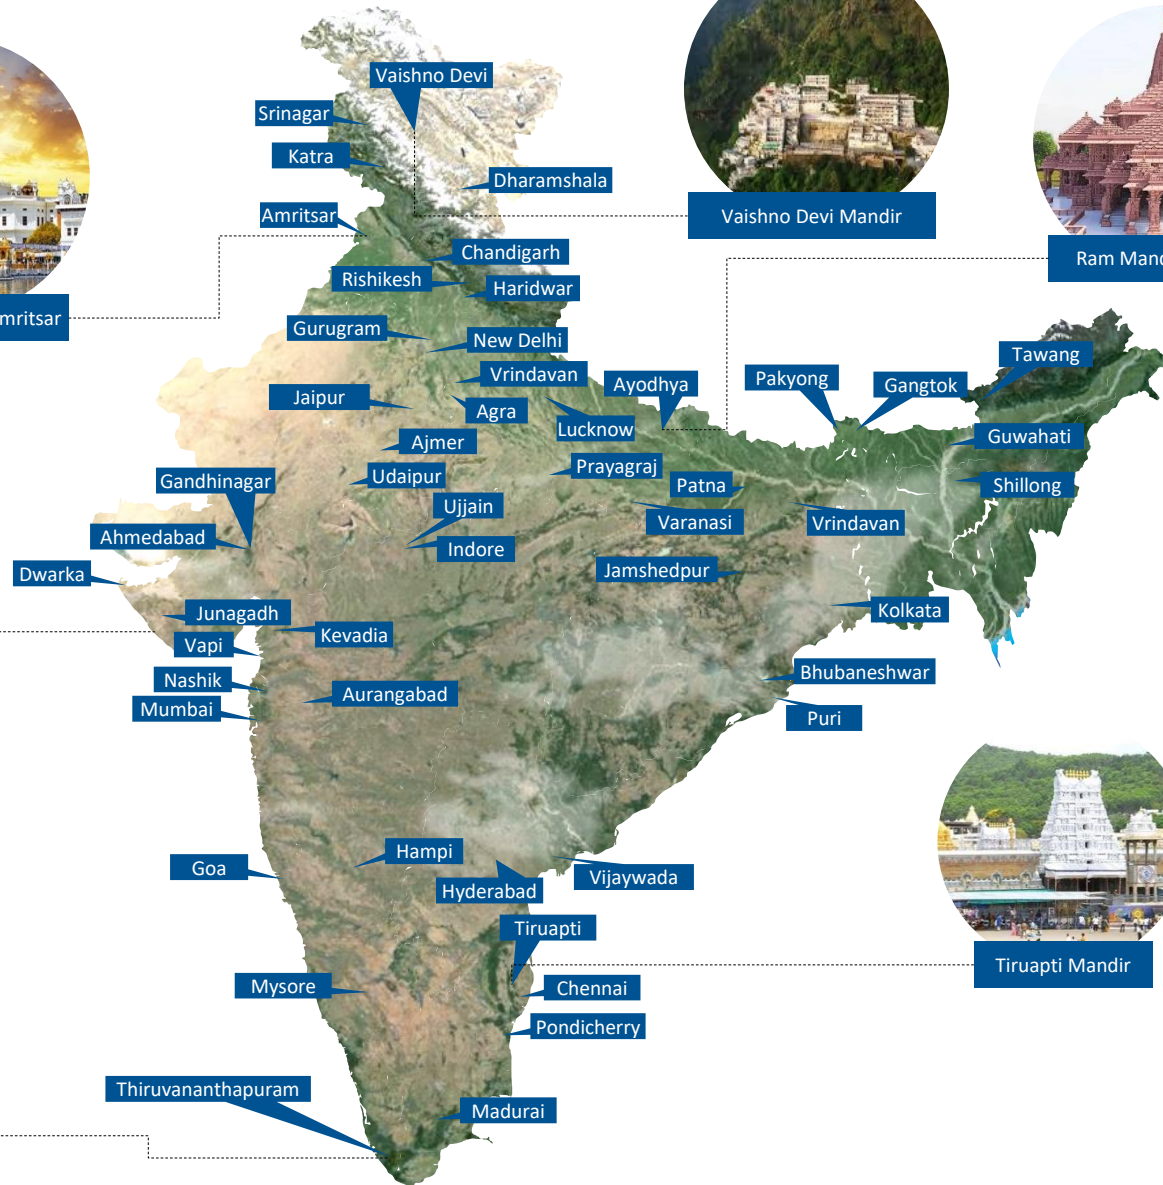 Vaishno Devi
Srinagar
Katra
Dharamshala
Vaishno Devi Mandir
Amritsar
Chandigarh
Ram Mand
Rishikesh
Haridwar
mritsar
Gurugram
New Delhi
Tawang
Vrindavan
Ayodhya
Pakyong
Gangtok
Jaipur
Agra
Lucknow
Guwahati
Ajmer
Prayagraj
Gandhinagar
Udaipur
Patna
Shillong
Ujjain
Varanasi
Vrindavan
Ahmedabad
Indore
Dwarka
Jamshedpur
Junagadh
Kolkata
Kevadia
Vapi
Nashik
Bhubaneshwar
Aurangabad
Mumbai
Puri
Hampi
Goa
Vijaywada
Hyderabad
Tiruapti
Tiruapti Mandir
Mysore
Chennai
Pondicherry
Thiruvananthapuram
Madurai